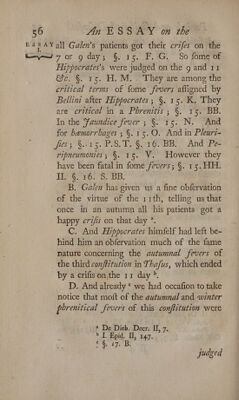 56 An ESSAY on the
ESSAY
I.
all Galen's patients got their crises on the
7 or 9 day; §. 15. F. G. So some of
Hippocrates's were judged on the 9 and 11
&c. §. 15. H. M. They are among the
critical terms of some fevers assigned by
Bellini after Hippocrates; §. 15. K. They
are critical in a Phrenitis; §. 15. BB.
In the Jaundice fever; §. 15. N. And
for hæmorrhages; §. 15. O. And in Pleuri-
sies; §. 15. P.S.T. §. 16. BB. And Pe-
ripneumonies; §. 15. V. However they
have been fatal in some fevers; §. 15. HH.
II. §. 16. S. BB.
B. Galen has given us a fine observation
of the virtue of the 11th, telling us that
once in an autumn all his patients got a
happy crisis on that day ᵃ.
C. And Hippocrates himself had left be-
hind him an observation much of the same
nature concerning the autumnal fevers of
the third constitution in Thasus, which ended
by a crisis on the 11 day ᵇ.
D. And already ᶜ we had occasion to take
notice that most of the autumnal and winter
phrenitical fevers of this constitution were
ᵃ De Dieb. Decr. II, 7.
ᵇ I. Epid. II, 147.
ᶜ §. 17. B.
judged